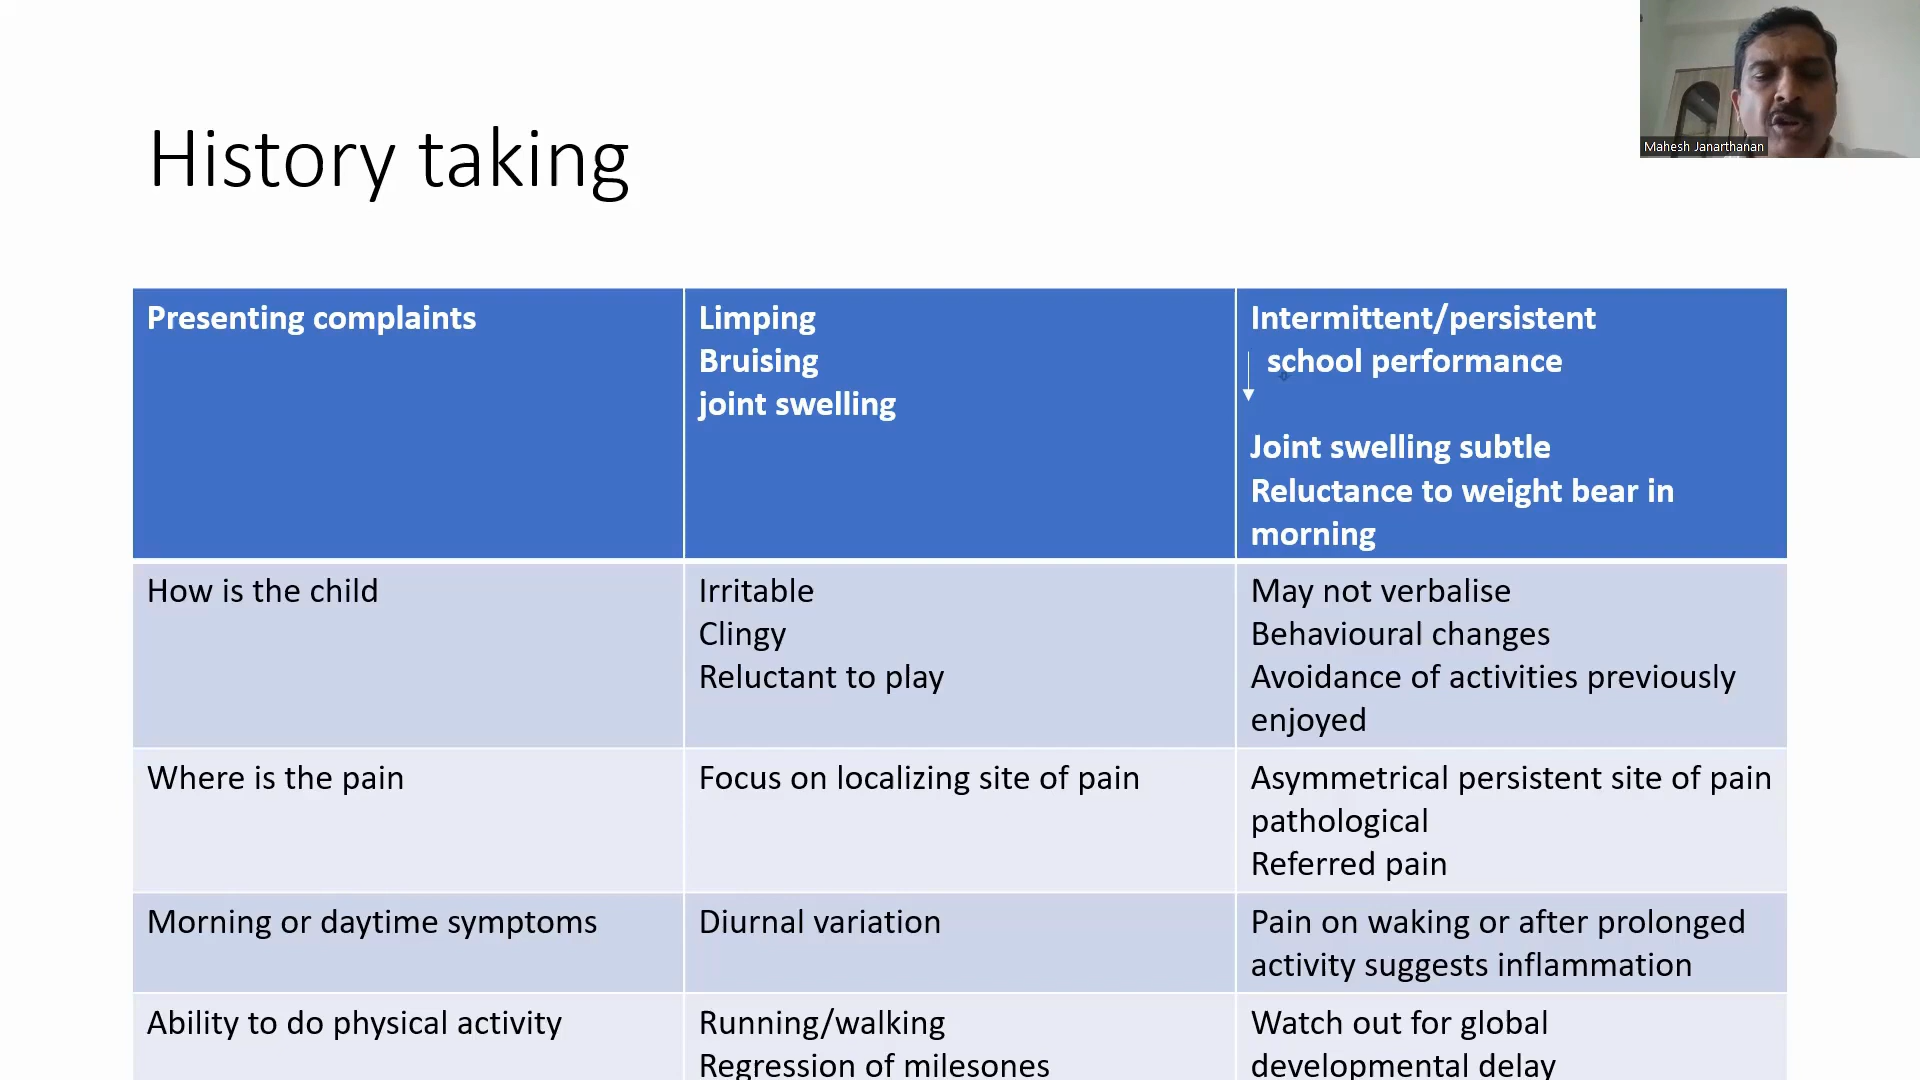 Mahesh Janarthanan
History taking
Presenting complaints
Limping
Bruising
joint swelling
Intermittent/persistent
school performance
Joint swelling subtle
Reluctance to weight bear in
morning
How is the child
Irritable
Clingy
Reluctant to play
May not verbalise
Behavioural changes
Avoidance of activities previously
enjoyed
Where is the pain
Focus on localizing site of pain
Asymmetrical persistent site of pain
pathological
Referred pain
Morning or daytime symptoms
Diurnal variation
Pain on waking or after prolonged
activity suggests inflammation
Ability to do physical activity
Running/walking
Regression of milesones
Watch out for global
developmental delay